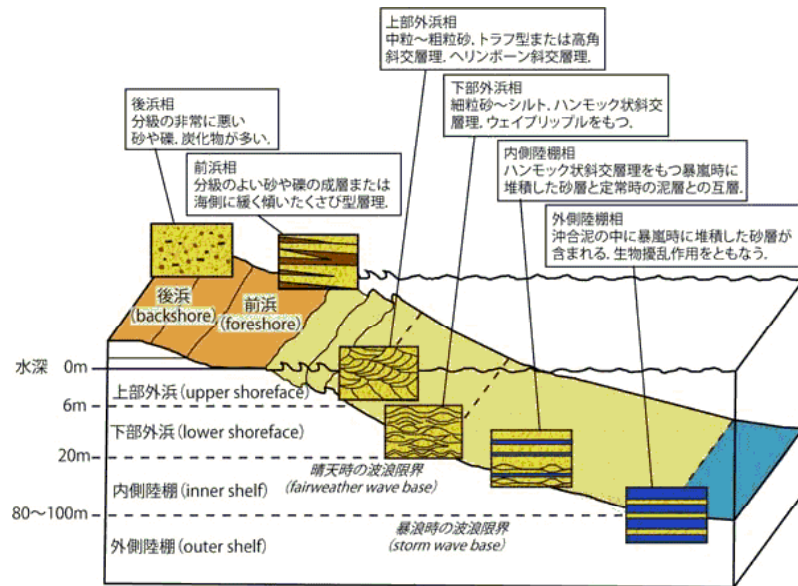 上部外浜相
中粒～粗粒砂．トラフ型または高角
斜交層理．ヘリンボーン斜交層理．
下部外浜相
細粒砂～シルト．ハンモック状斜交
層理．ウェイブリップルをもつ．
後浜相
分級の非常に悪い
砂や礫．炭化物が多い．
前浜相
分級のよい砂や礫の成層または
海側に緩く傾いたくさび型層理．
内側陸棚相
ハンモック状斜交層理をもつ暴嵐時に
堆積した砂層と定常時の泥層との互層．
外側陸棚相
沖合泥の中に暴嵐時に堆積した砂層が
含まれる．生物擾乱作用をともなう．
後浜
(backshore)
前浜
(foreshore)
水深 0m
上部外浜 (upper shoreface)
6m
下部外浜 (lower shoreface)
20m
晴天時の波浪限界
(fairweather wave base)
内側陸棚 (inner shelf)
80～100m
暴浪時の波浪限界
(storm wave base)
外側陸棚 (outer shelf)